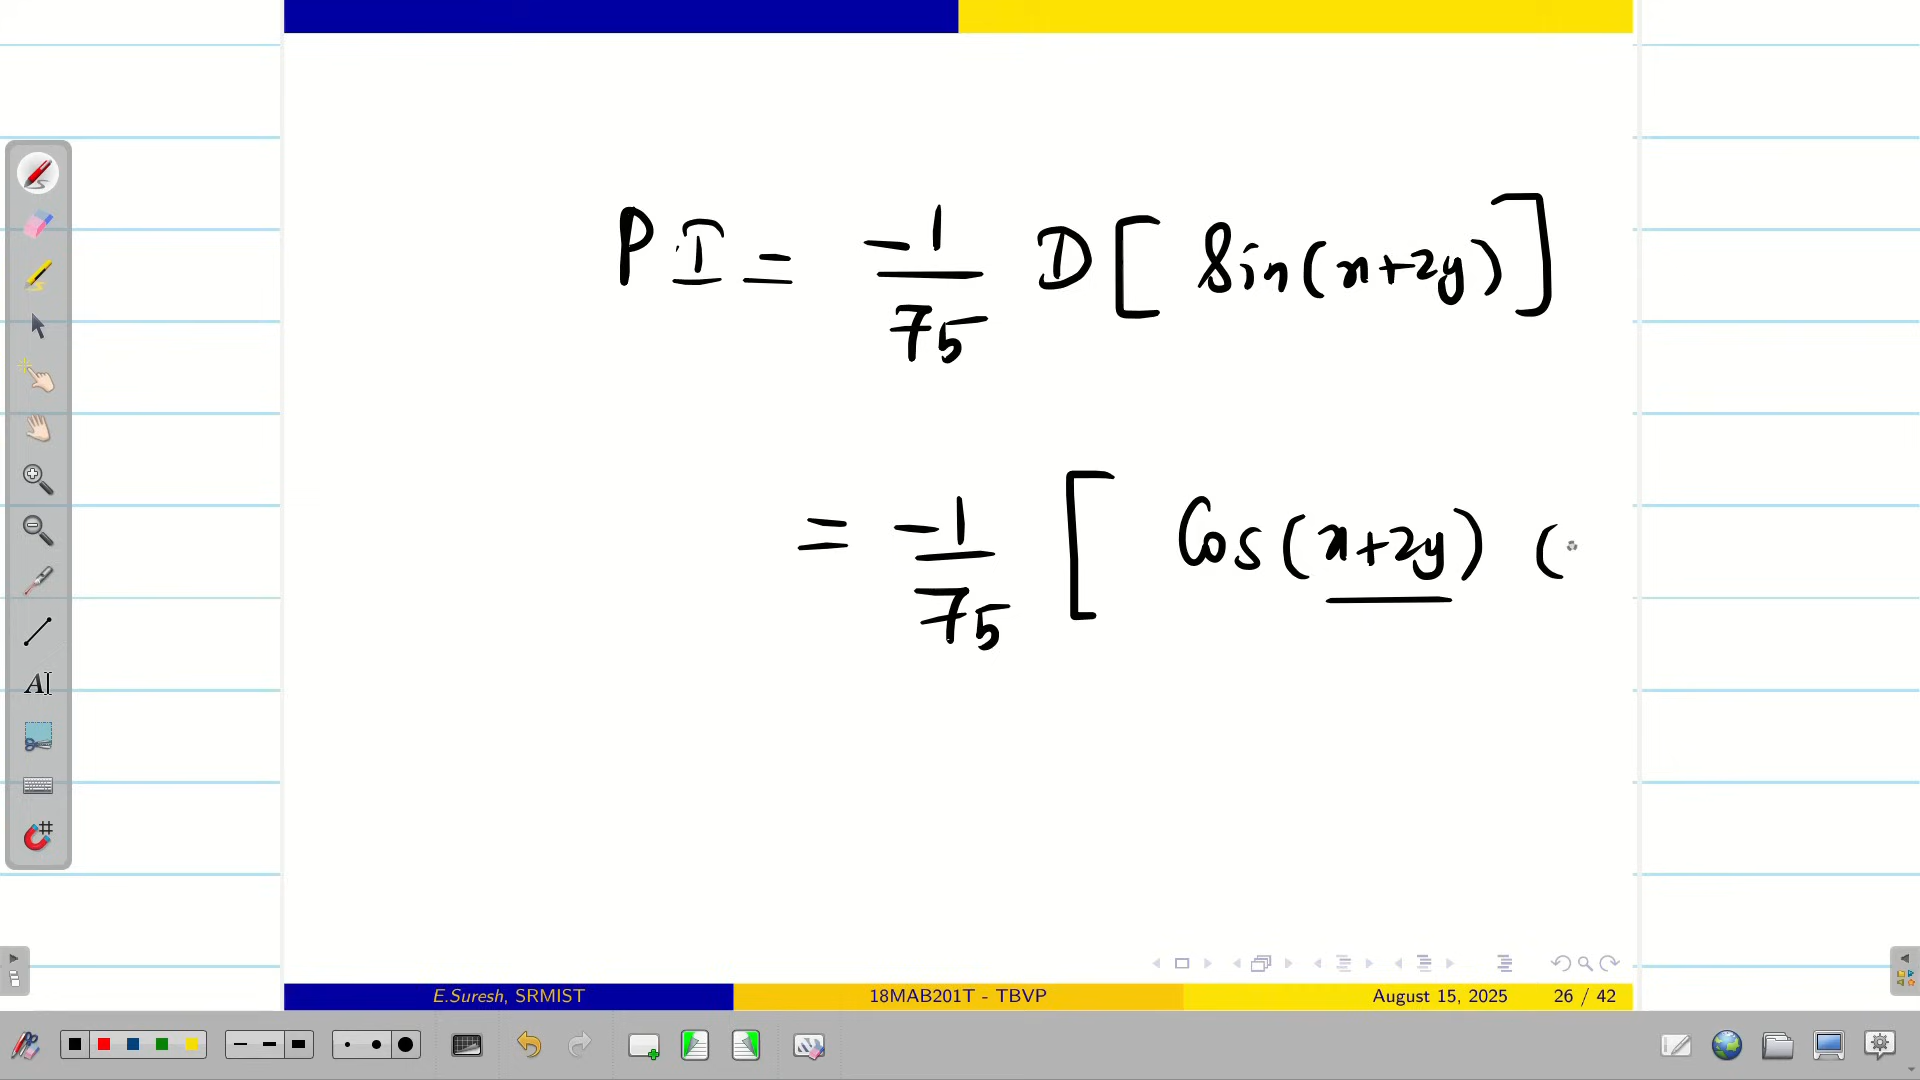 PI = -1/75 D[ Sin(x+2y) ]
= -1/75 [ Cos(x+2y) (
E.Suresh, SRMIST 18MAB201T - TBVP August 15, 2025 26 / 42